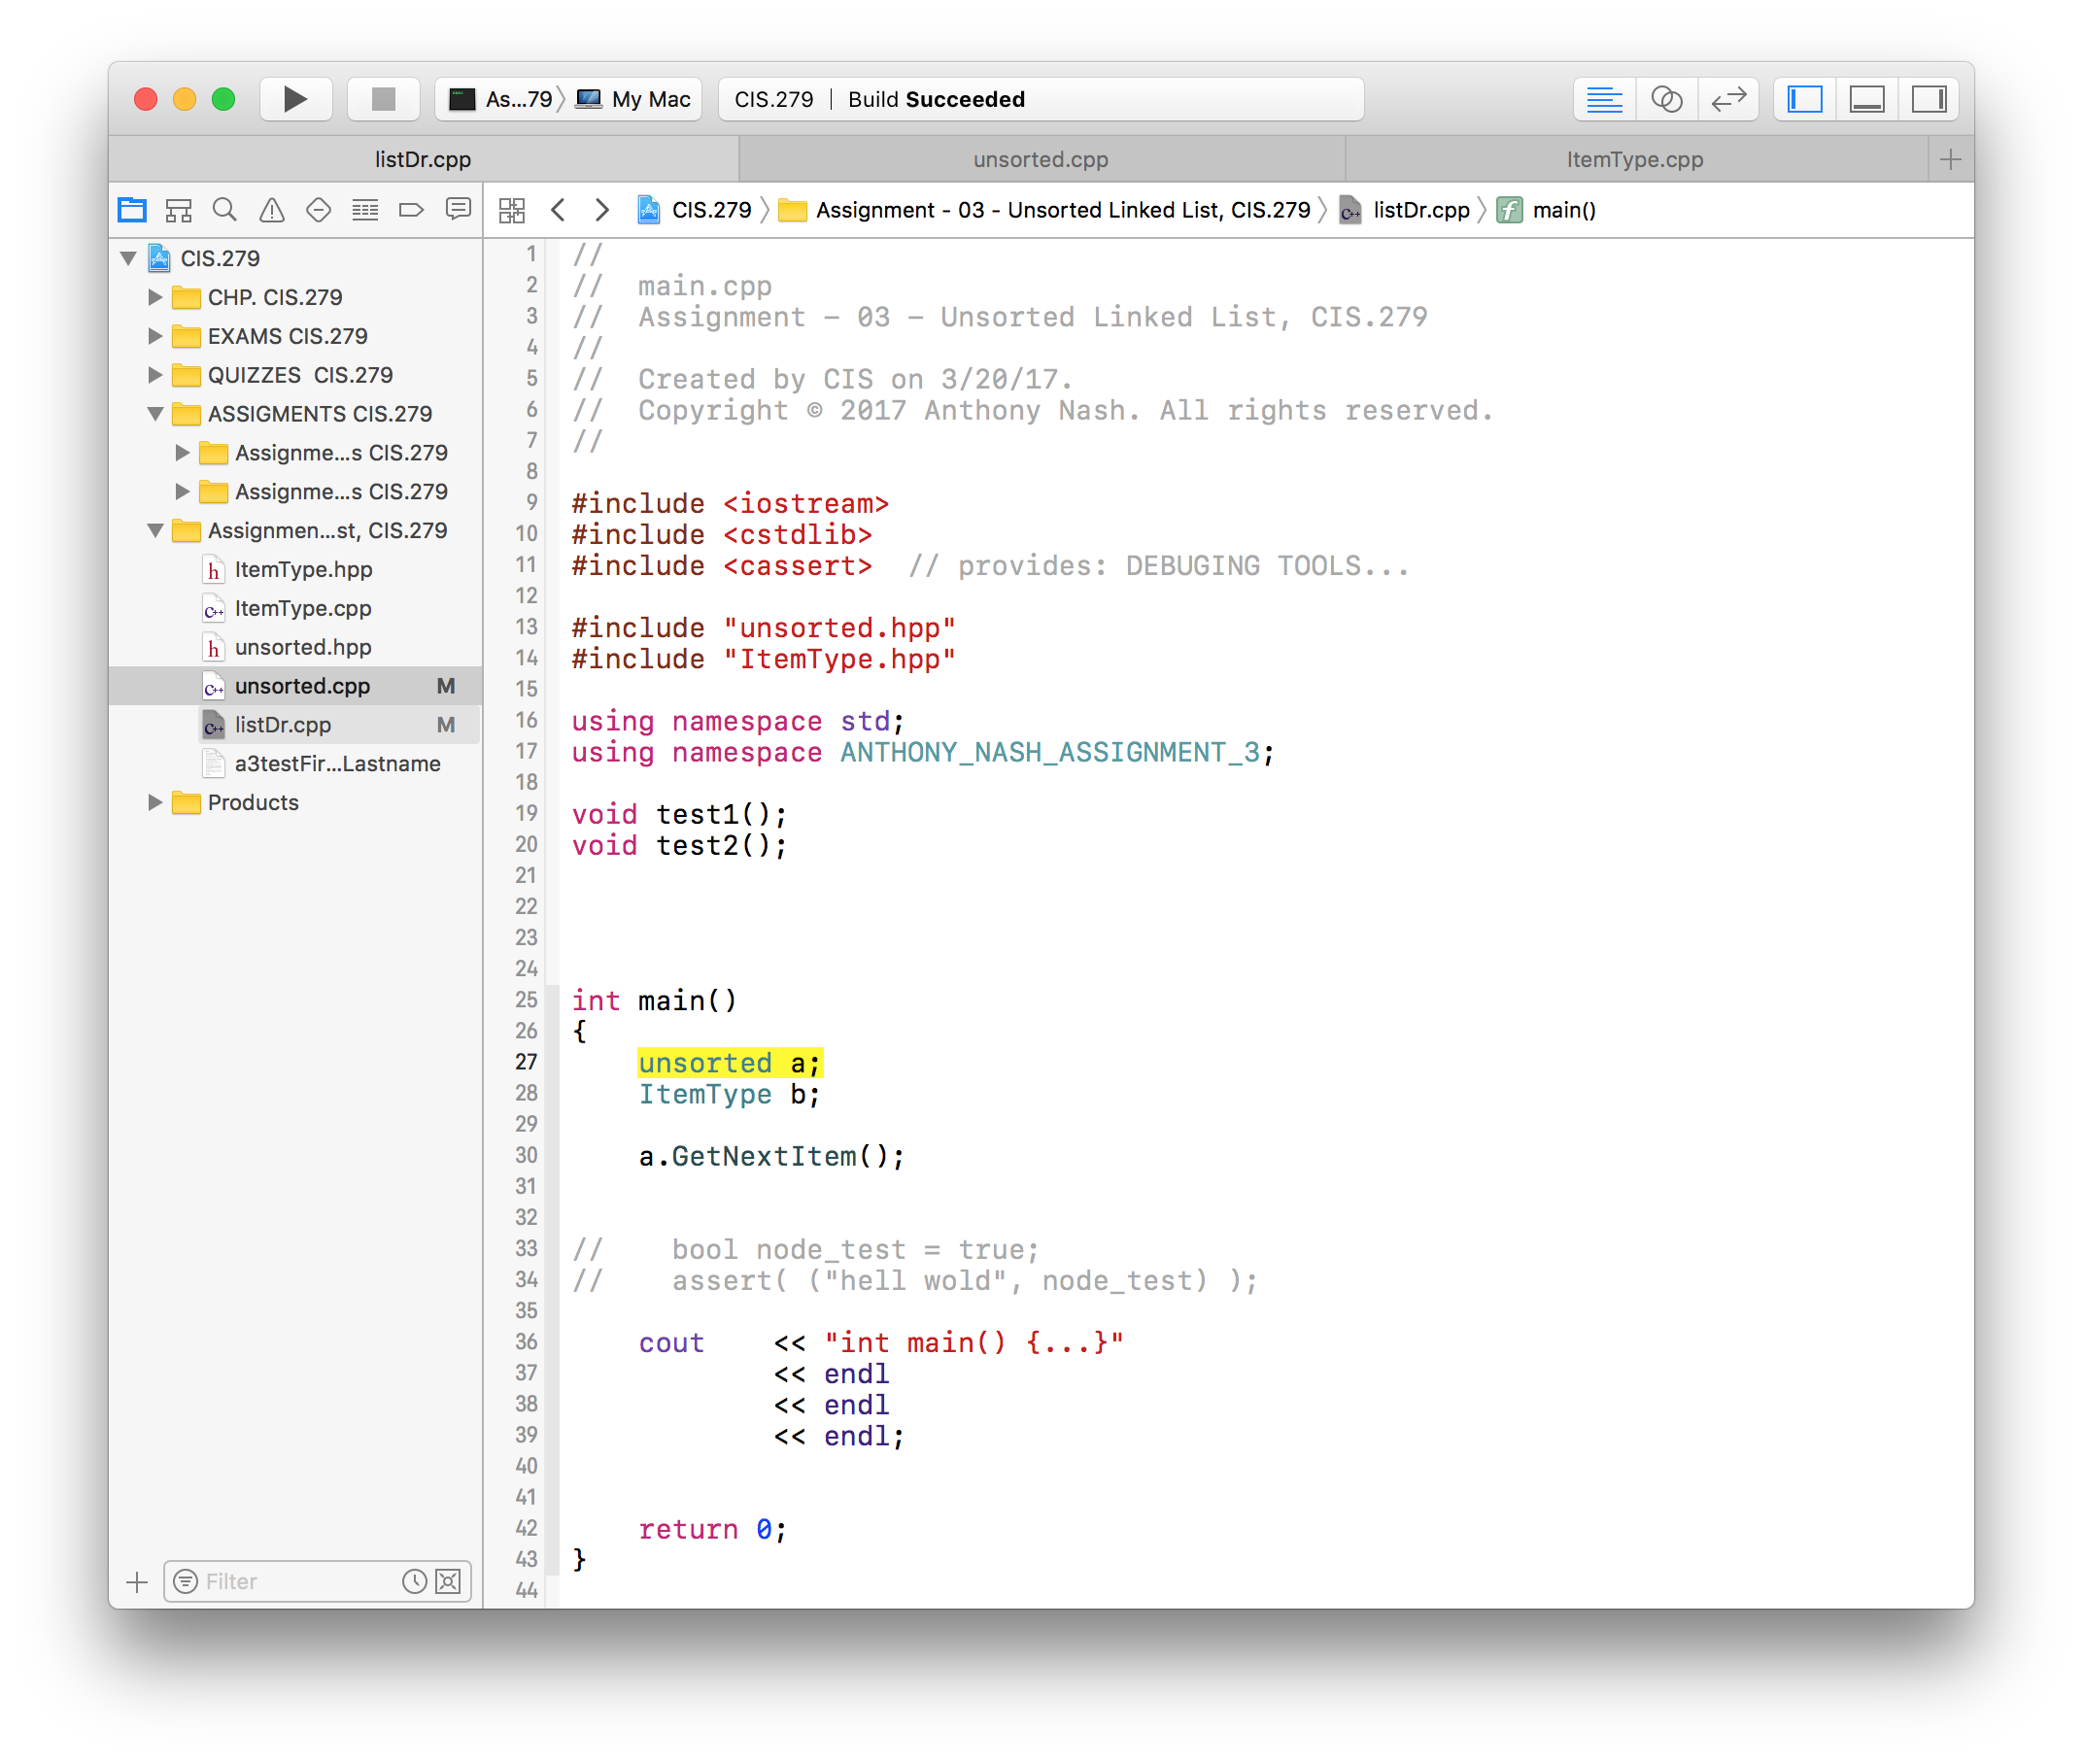 As...79 〉 My Mac
CIS.279 | Build Succeeded
listDr.cpp
unsorted.cpp
ItemType.cpp
CIS.279 〉 Assignment - 03 - Unsorted Linked List, CIS.279 〉 listDr.cpp 〉 f main()
CIS.279
CHP. CIS.279
EXAMS CIS.279
QUIZZES  CIS.279
ASSIGMENTS CIS.279
Assignme...s CIS.279
Assignme...s CIS.279
Assignmen...st, CIS.279
h ItemType.hpp
C++ ItemType.cpp
h unsorted.hpp
C++ unsorted.cpp M
C++ listDr.cpp M
a3testFir...Lastname
Products
Filter
1 //
2 //  main.cpp
3 //  Assignment - 03 - Unsorted Linked List, CIS.279
4 //
5 //  Created by CIS on 3/20/17.
6 //  Copyright © 2017 Anthony Nash. All rights reserved.
7 //
8
9 #include <iostream>
10 #include <cstdlib>
11 #include <cassert>  // provides: DEBUGING TOOLS...
12
13 #include "unsorted.hpp"
14 #include "ItemType.hpp"
15
16 using namespace std;
17 using namespace ANTHONY_NASH_ASSIGNMENT_3;
18
19 void test1();
20 void test2();
21
22
23
24
25 int main()
26 {
27     unsorted a;
28     ItemType b;
29
30     a.GetNextItem();
31
32
33 //    bool node_test = true;
34 //    assert( ("hell wold", node_test) );
35
36     cout    << "int main() {...}"
37             << endl
38             << endl
39             << endl;
40
41
42     return 0;
43 }
44